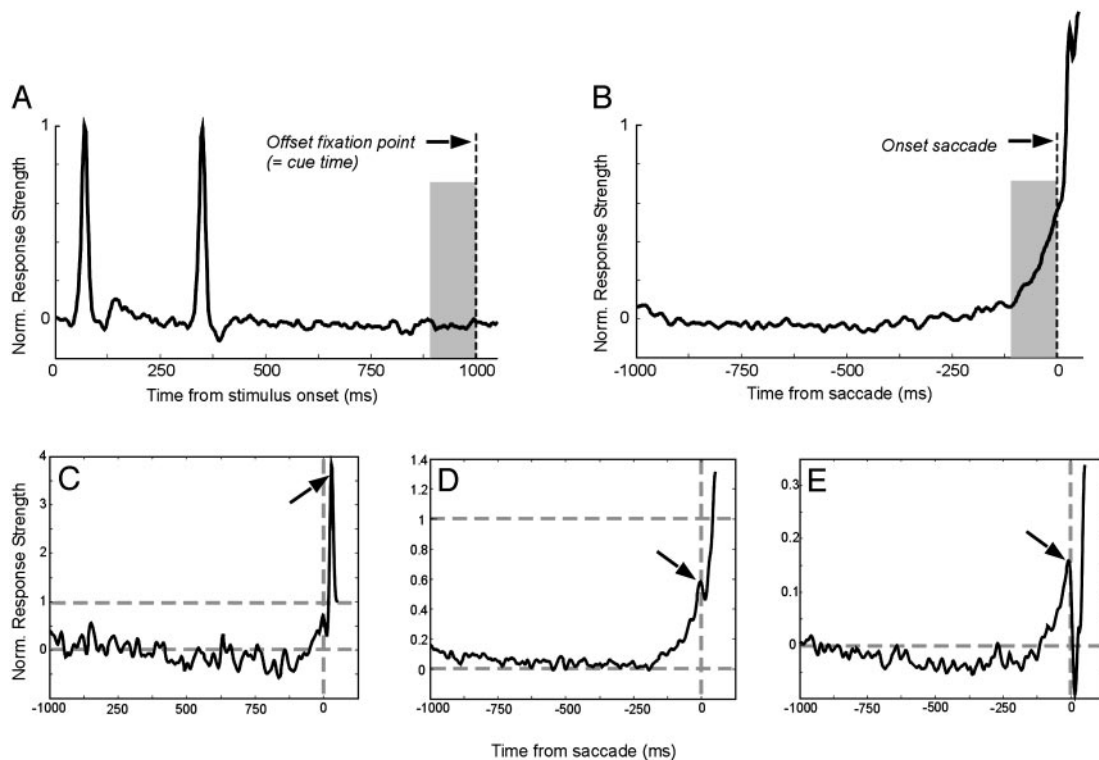 A
Norm. Response Strength
1
0
Offset fixation point
(= cue time)
0 250 500 750 1000
Time from stimulus onset (ms)
B
Norm. Response Strength
1
0
Onset saccade
-1000 -750 -500 -250 0
Time from saccade (ms)
C
Norm. Response Strength
4
3
2
1
0
-1000 250 500 750 0
D
1.4
1.2
1
0.8
0.6
0.4
0.2
0
-1000 -750 -500 -250 0
E
0.3
0.2
0.1
0
-1000 -750 -500 -250 0
Time from saccade (ms)